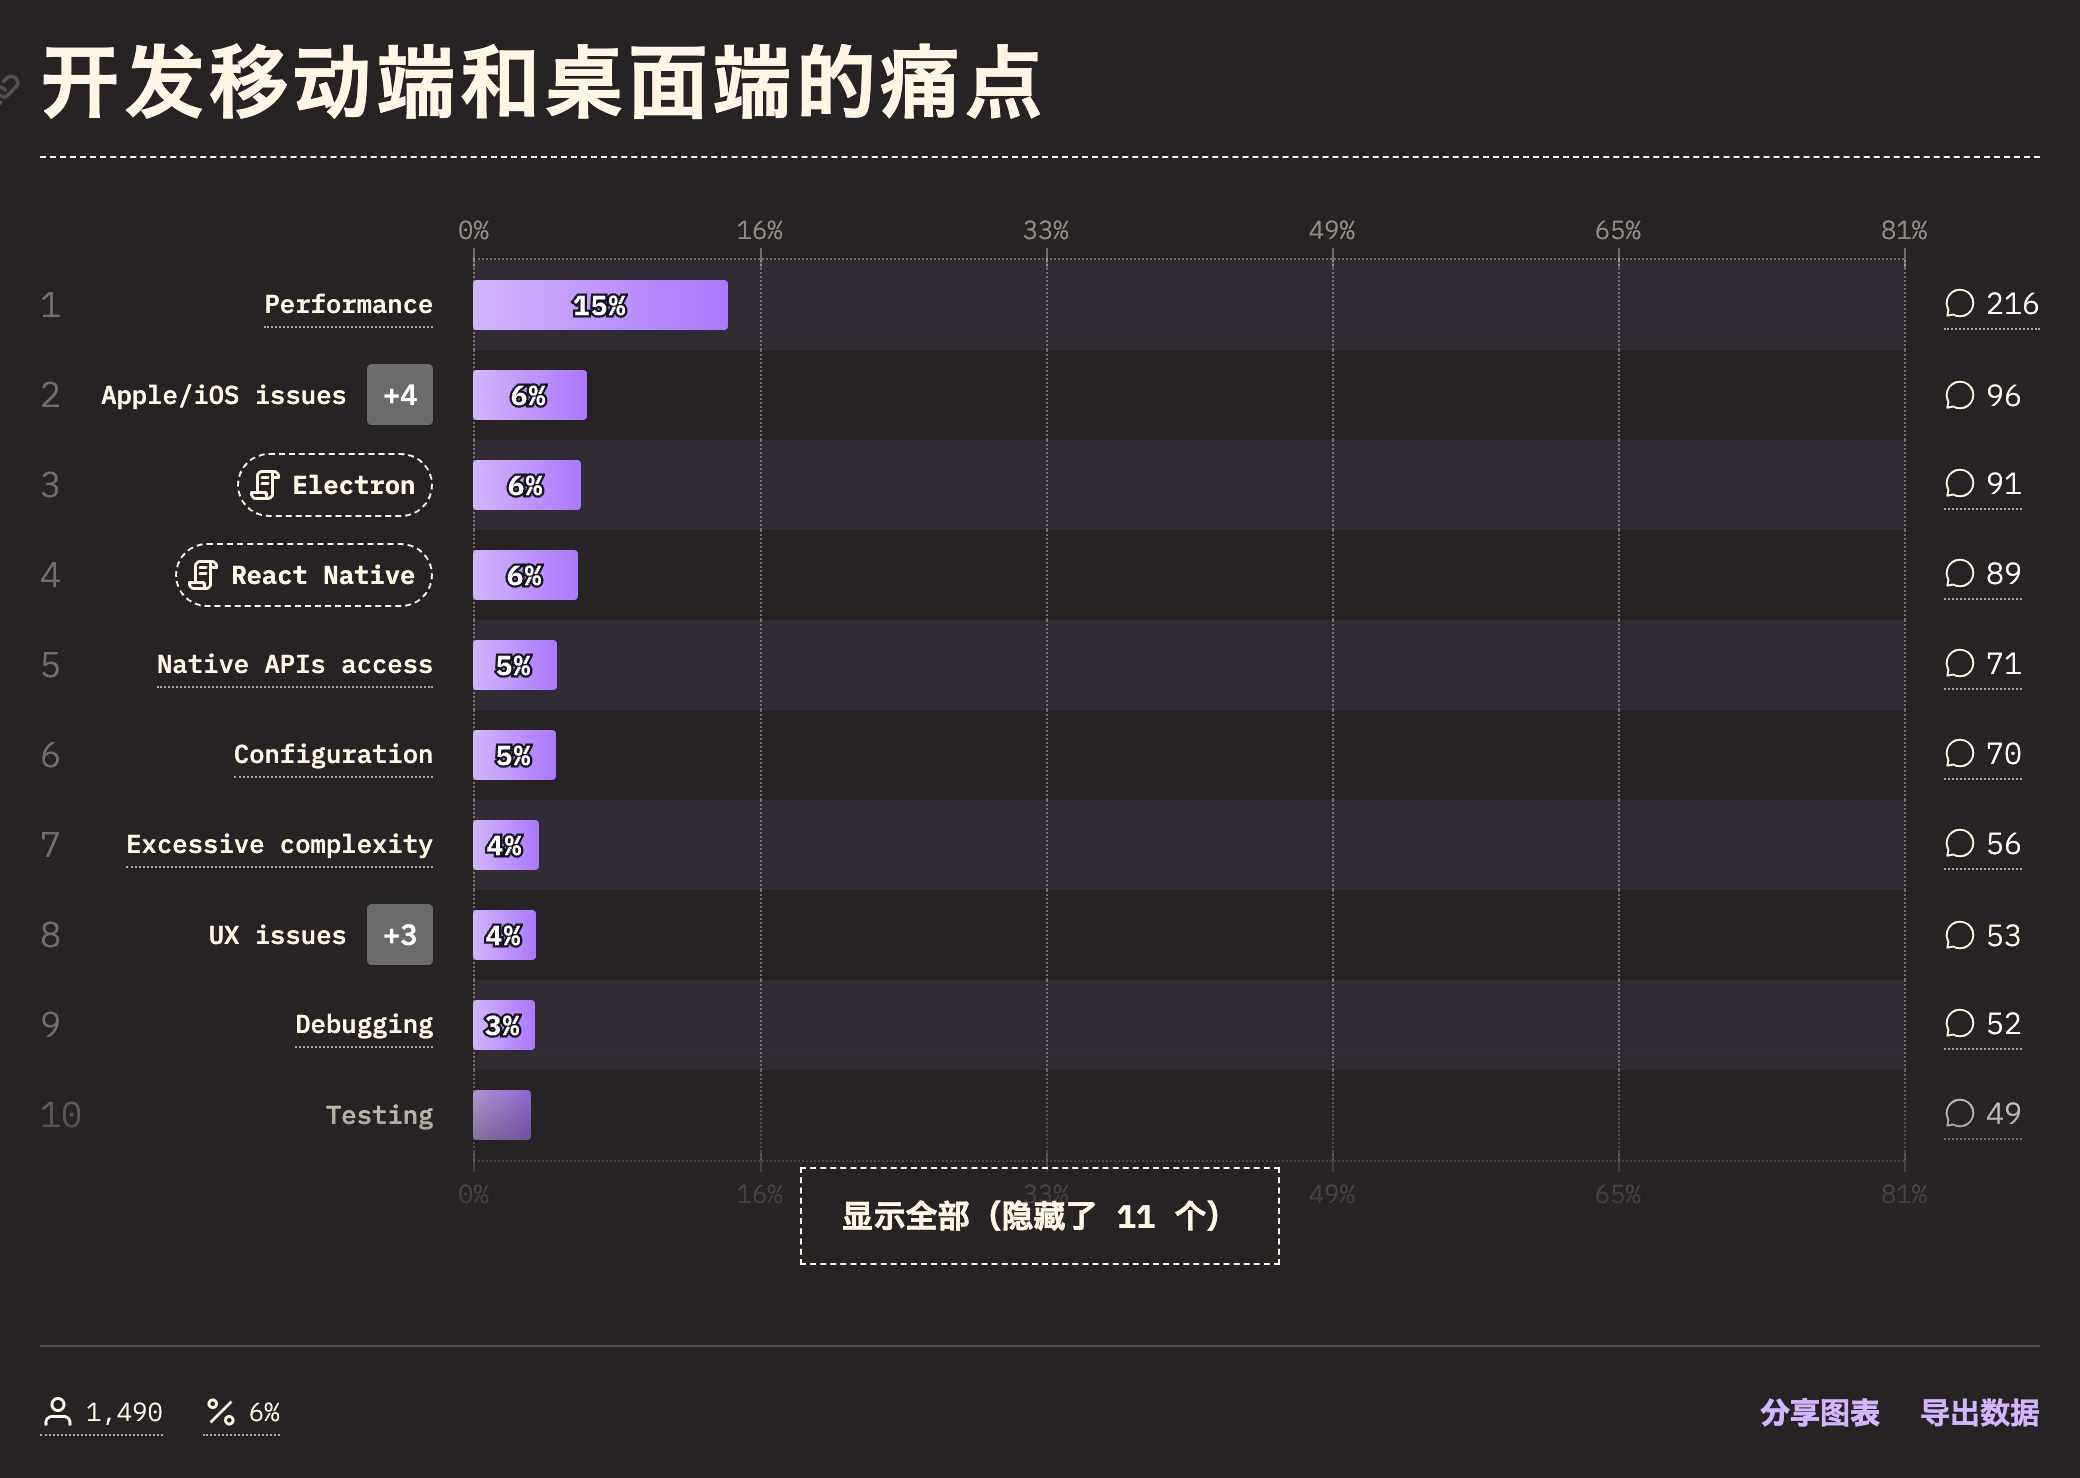 开发移动端和桌面端的痛点
0% 16% 33% 49% 65% 81%
1 Performance 15% 216
2 Apple/iOS issues +4 6% 96
3 Electron 6% 91
4 React Native 6% 89
5 Native APIs access 5% 71
6 Configuration 5% 70
7 Excessive complexity 4% 56
8 UX issues +3 4% 53
9 Debugging 3% 52
10 Testing 49
0% 16% 33% 49% 65% 81%
显示全部（隐藏了 11 个）
1,490 6% 分享图表 导出数据